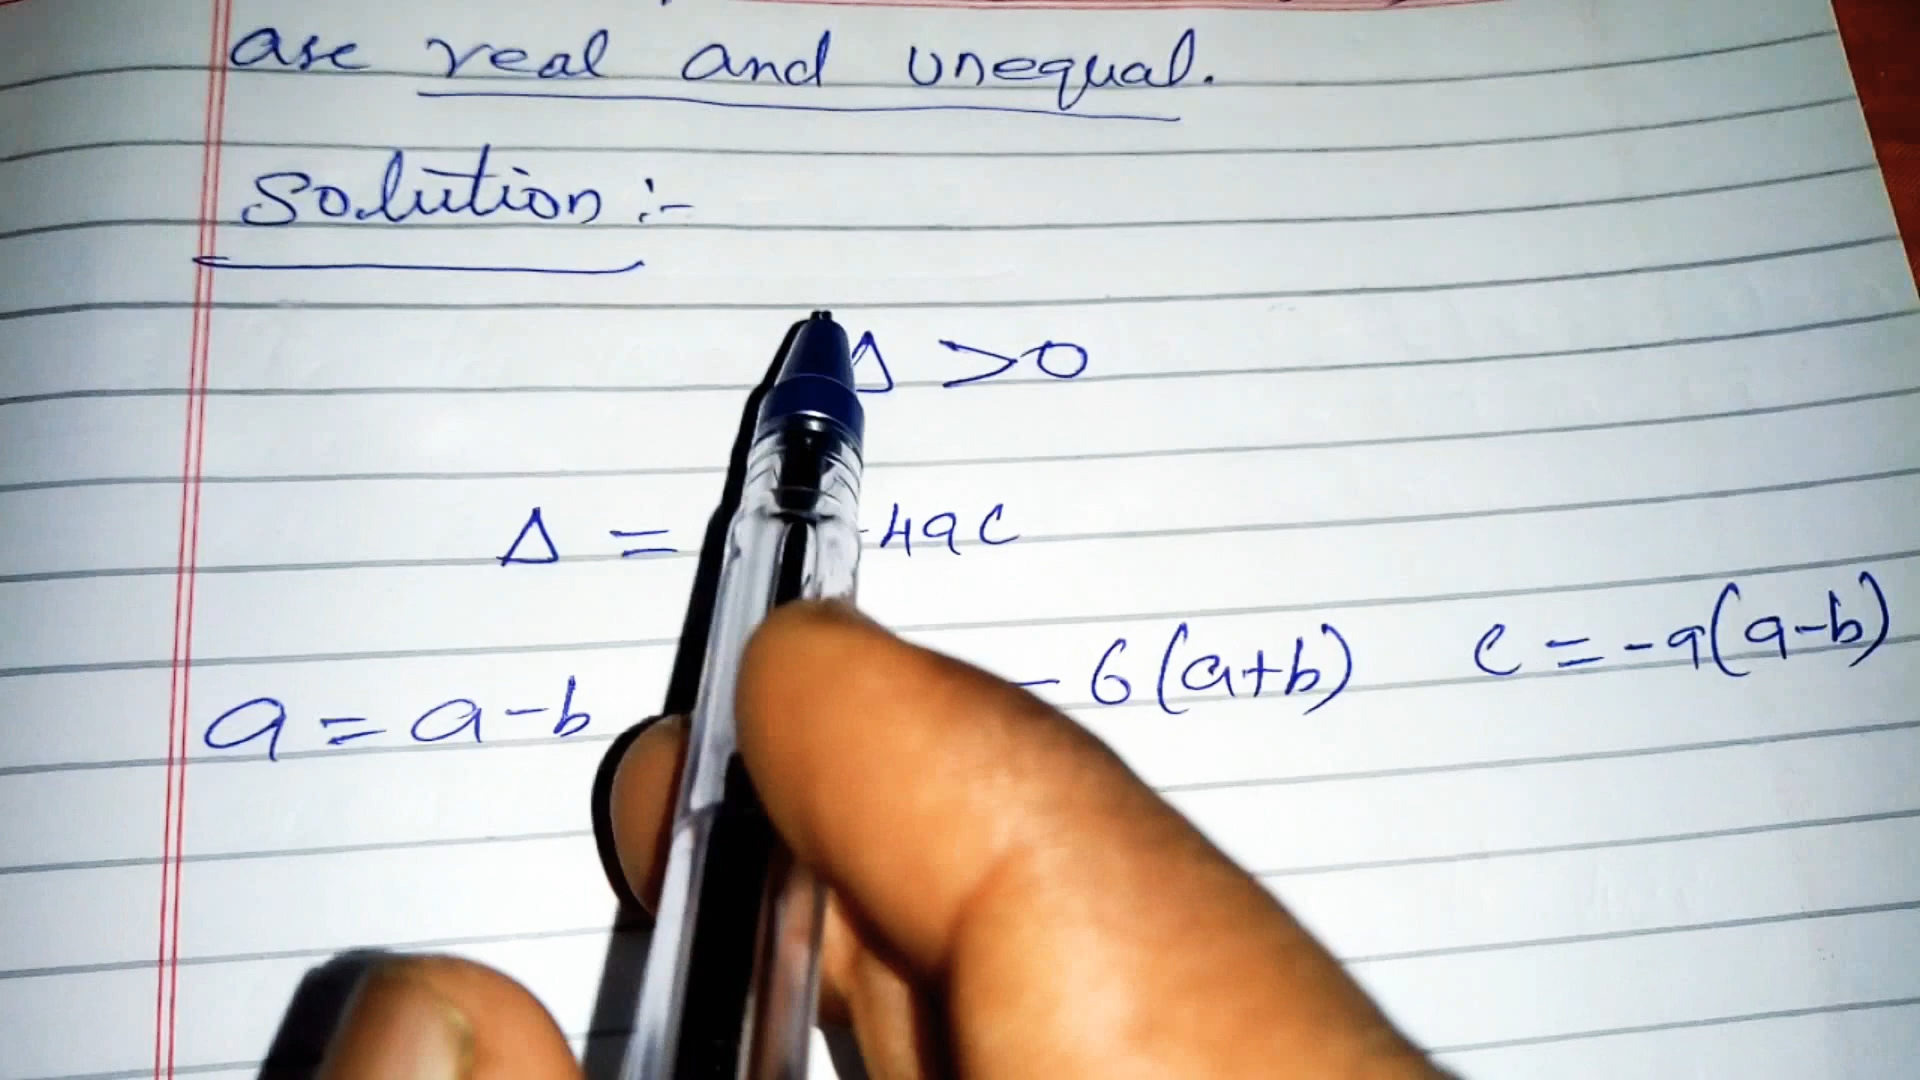 are real and unequal.
Solution :-
Δ >0
Δ = -4ac
a = a-b - 6(a+b) c = -9(a-b)